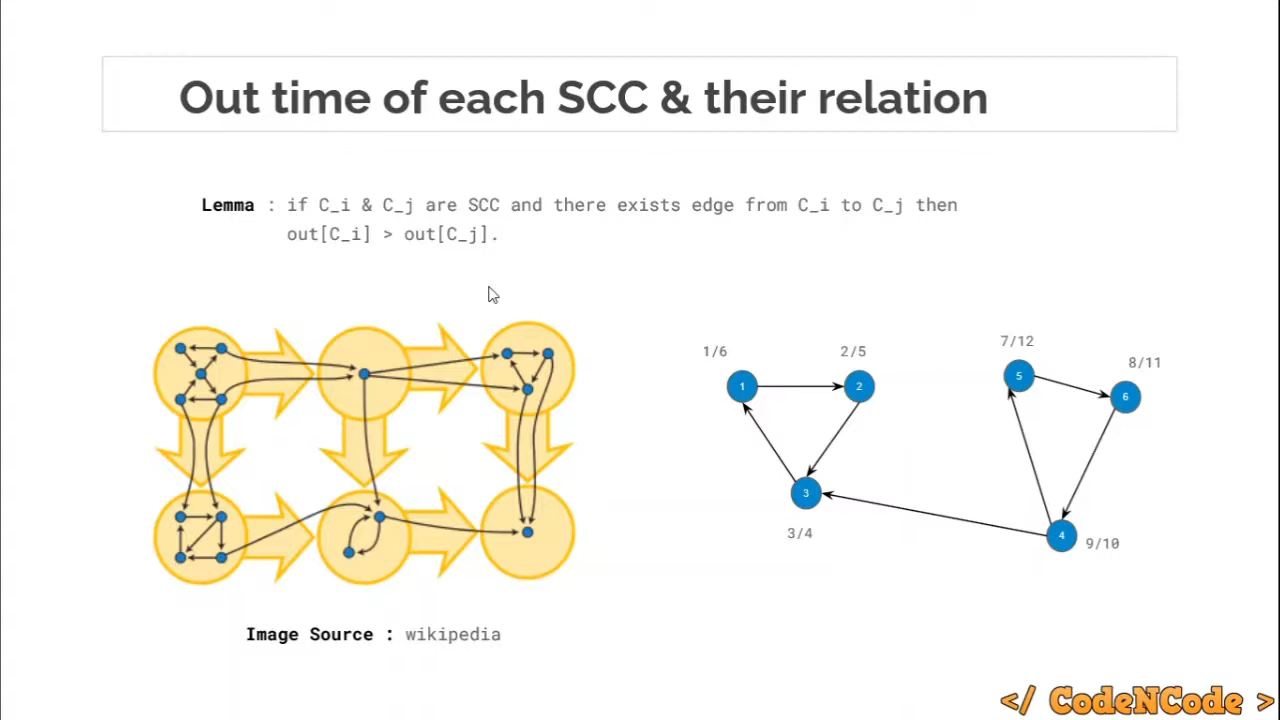 Out time of each SCC & their relation
Lemma : if C_i & C_j are SCC and there exists edge from C_i to C_j then
out[C_i] > out[C_j].
1/6
2/5
7/12
8/11
1
2
5
6
3
4
3/4
9/10
Image Source : wikipedia
</ CodeNCode >